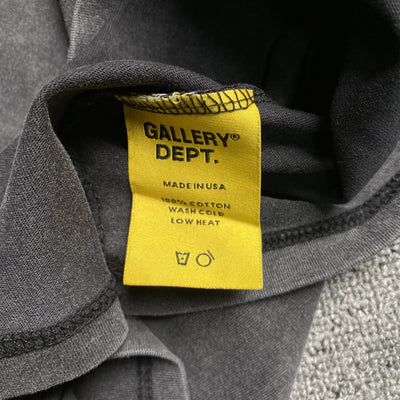 GALLERY®
DEPT.
MADE IN USA
100% COTTON
WASH COLD
LOW HEAT